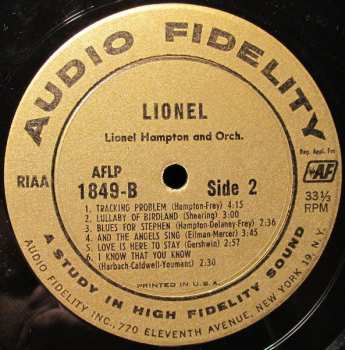 AUDIO FIDELITY
LIONEL
Lionel Hampton and Orch.
Reg. App. For
AF
RIAA
AFLP
1849-B
Side 2
33⅓
RPM
1. TRACKING PROBLEM (Hampton-Frey) 4:15
2. LULLABY OF BIRDLAND (Shearing) 3:00
3. BLUES FOR STEPHEN (Hampton-Delaney-Frey) 2:36
4. AND THE ANGELS SING (Elman-Mercer) 3:35
5. LOVE IS HERE TO STAY (Gershwin) 2:57
6. I KNOW THAT YOU KNOW
(Harbach-Caldwell-Youmans) 2:30
PRINTED IN U.S.A.
A STUDY IN HIGH FIDELITY SOUND
AUDIO FIDELITY INC., 770 ELEVENTH AVENUE, NEW YORK 19, N.Y.